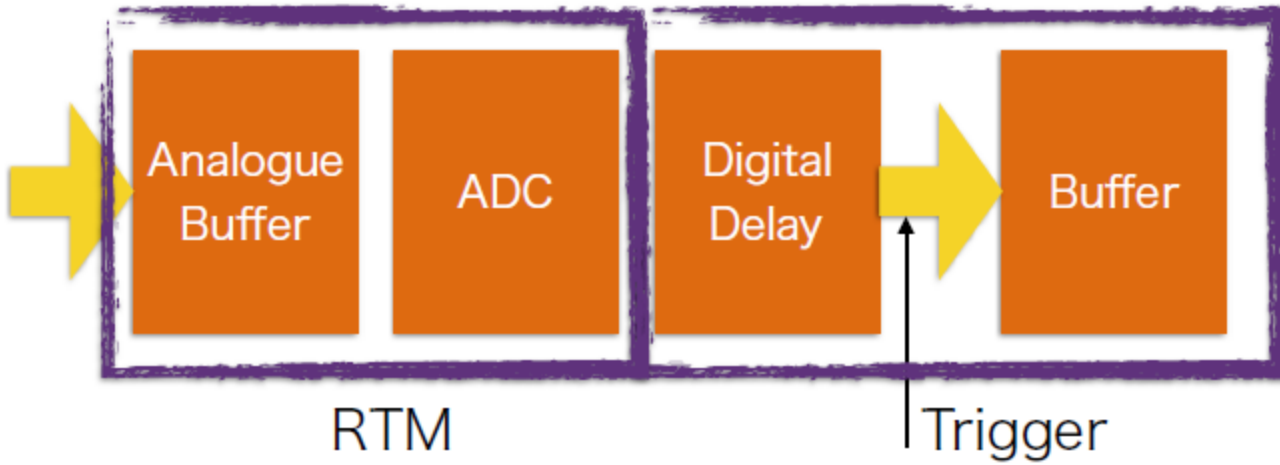 Analogue
Buffer
ADC
Digital
Delay
Buffer
RTM
Trigger